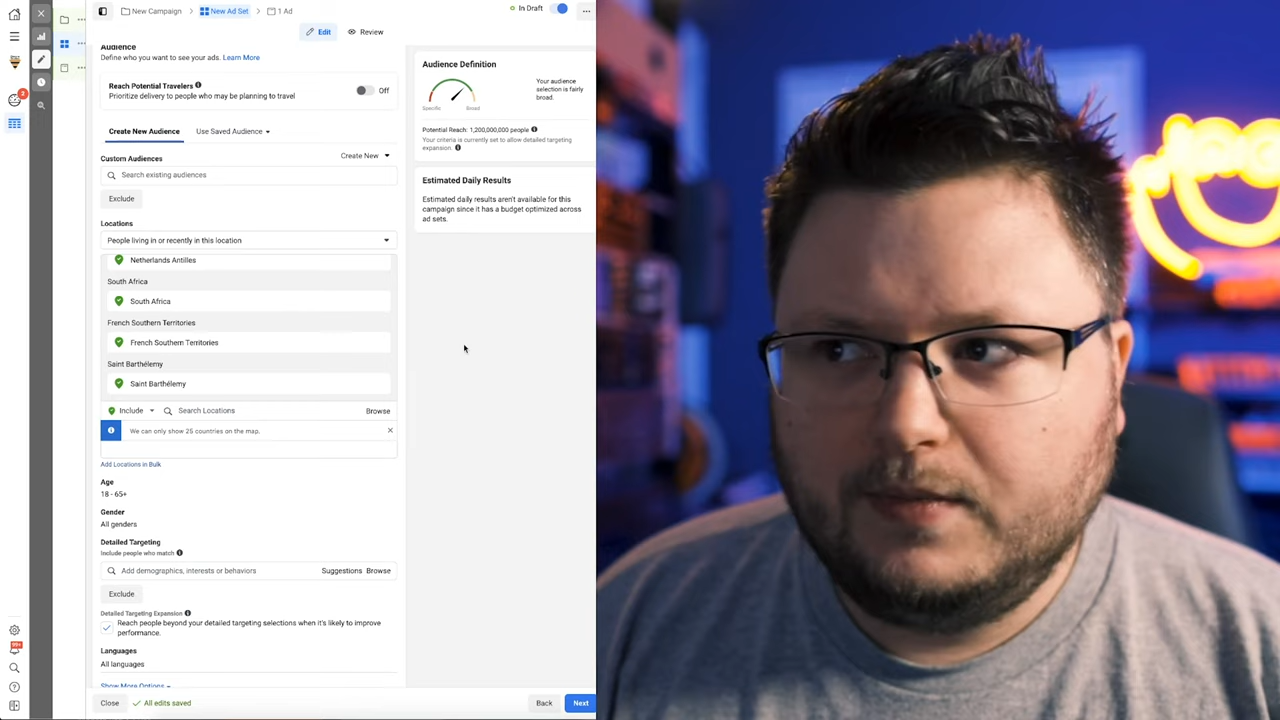 New Campaign
New Ad Set
1 Ad
In Draft
Edit
Review
Audience
Define who you want to see your ads. Learn More
Reach Potential Travelers
Prioritize delivery to people who may be planning to travel
Off
Create New Audience
Use Saved Audience
Custom Audiences
Create New
Search existing audiences
Exclude
Locations
People living in or recently in this location
Netherlands Antilles
South Africa
South Africa
French Southern Territories
French Southern Territories
Saint Barthélemy
Saint Barthélemy
Include
Search Locations
Browse
We can only show 25 countries on the map.
Add Locations in Bulk
Age
18 - 65+
Gender
All genders
Detailed Targeting
Include people who match
Add demographics, interests or behaviors
Suggestions
Browse
Exclude
Detailed Targeting Expansion
Reach people beyond your detailed targeting selections when it's likely to improve
performance.
Languages
All languages
Show More Options
Close
All edits saved
Back
Next
Audience Definition
Specific
Broad
Your audience
selection is fairly
broad.
Potential Reach: 1,200,000,000 people
Your criteria is currently set to allow detailed targeting
expansion.
Estimated Daily Results
Estimated daily results aren't available for this
campaign since it has a budget optimized across
ad sets.
2
99+